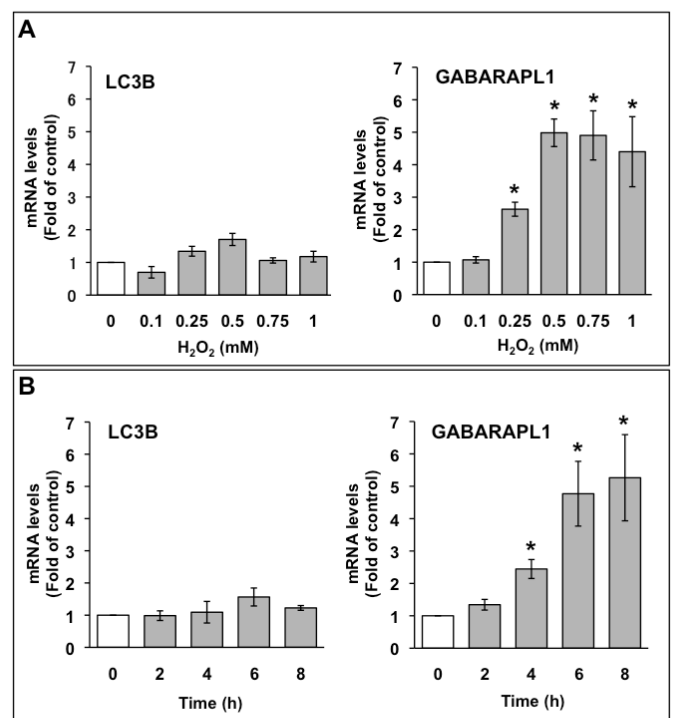 A
LC3B
mRNA levels
(Fold of control)
7
6
5
4
3
2
1
0
0 0.1 0.25 0.5 0.75 1
H₂O₂ (mM)
GABARAPL1
mRNA levels
(Fold of control)
7
6
5
4
3
2
1
0
* * * *
0 0.1 0.25 0.5 0.75 1
H₂O₂ (mM)
B
LC3B
mRNA levels
(Fold of control)
7
6
5
4
3
2
1
0
0 2 4 6 8
Time (h)
GABARAPL1
mRNA levels
(Fold of control)
7
6
5
4
3
2
1
0
* * *
0 2 4 6 8
Time (h)